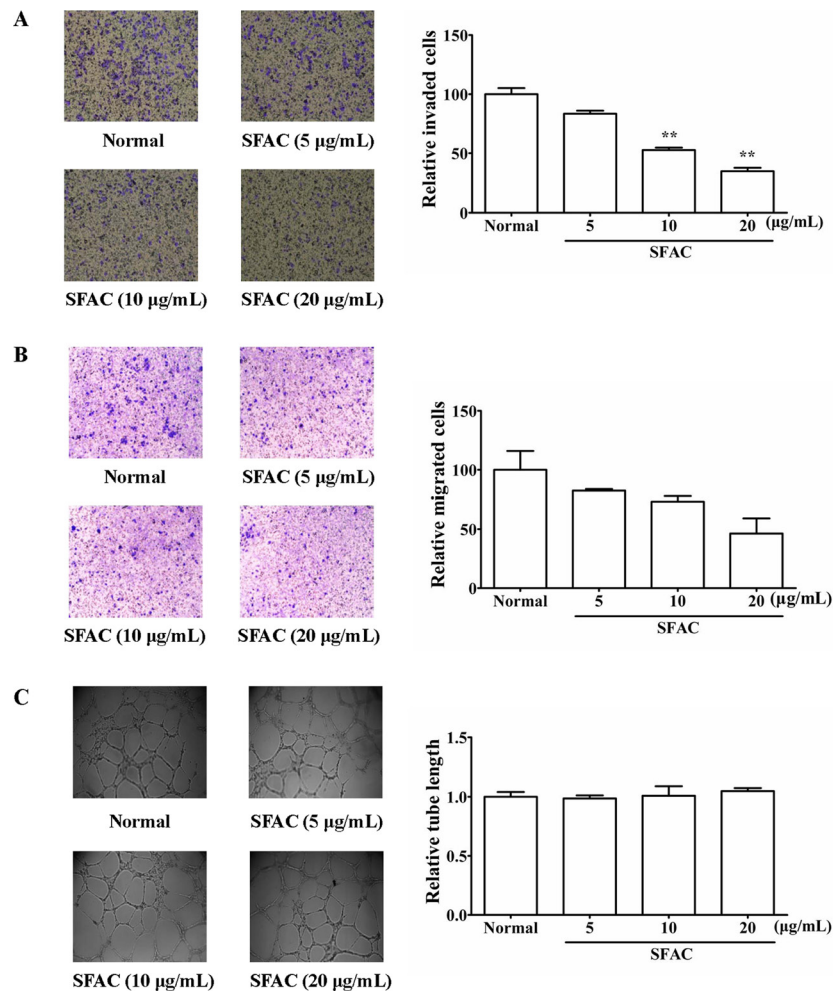 A
Normal
SFAC (5 μg/mL)
SFAC (10 μg/mL)
SFAC (20 μg/mL)
Relative invaded cells
150
100
50
0
**
**
Normal 5 10 20 (μg/mL)
SFAC
B
Normal
SFAC (5 μg/mL)
SFAC (10 μg/mL)
SFAC (20 μg/mL)
Relative migrated cells
150
100
50
0
Normal 5 10 20 (μg/mL)
SFAC
C
Normal
SFAC (5 μg/mL)
SFAC (10 μg/mL)
SFAC (20 μg/mL)
Relative tube length
1.5
1.0
0.5
0.0
Normal 5 10 20 (μg/mL)
SFAC